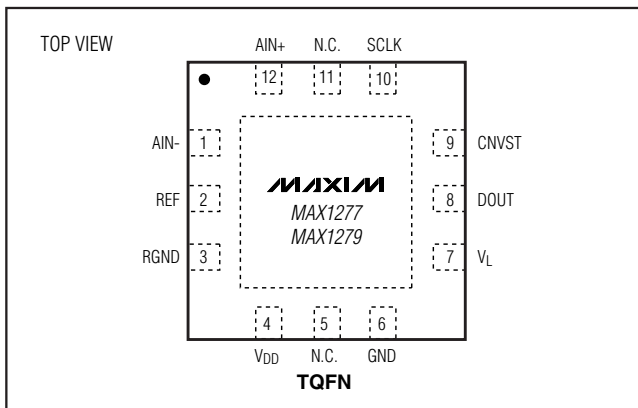 TOP VIEW
AIN+ N.C. SCLK
12 11 10
AIN- 1
9 CNVST
REF 2
8 DOUT
RGND 3
7 VL
MAXIM
MAX1277
MAX1279
4 5 6
VDD N.C. GND
TQFN